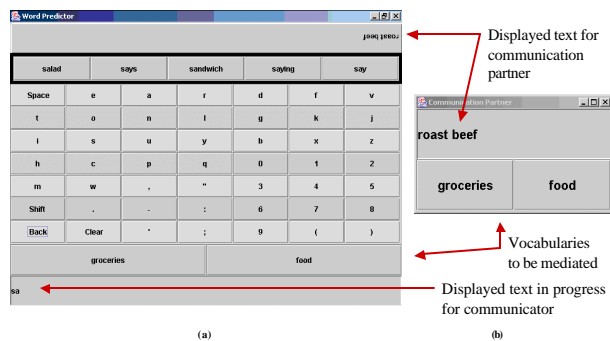 Word Predictor
roast beef
salad says sandwich saying say
Space e a r d f v
t o n l g k j
i s u y b x z
h c p q 0 1 2
m w , " 3 4 5
Shift . - : 6 7 8
Back Clear ' ; 9 ( )
groceries food
sa
(a)
Displayed text for
communication
partner
Communication Partner
roast beef
groceries food
Vocabularies
to be mediated
Displayed text in progress
for communicator
(b)